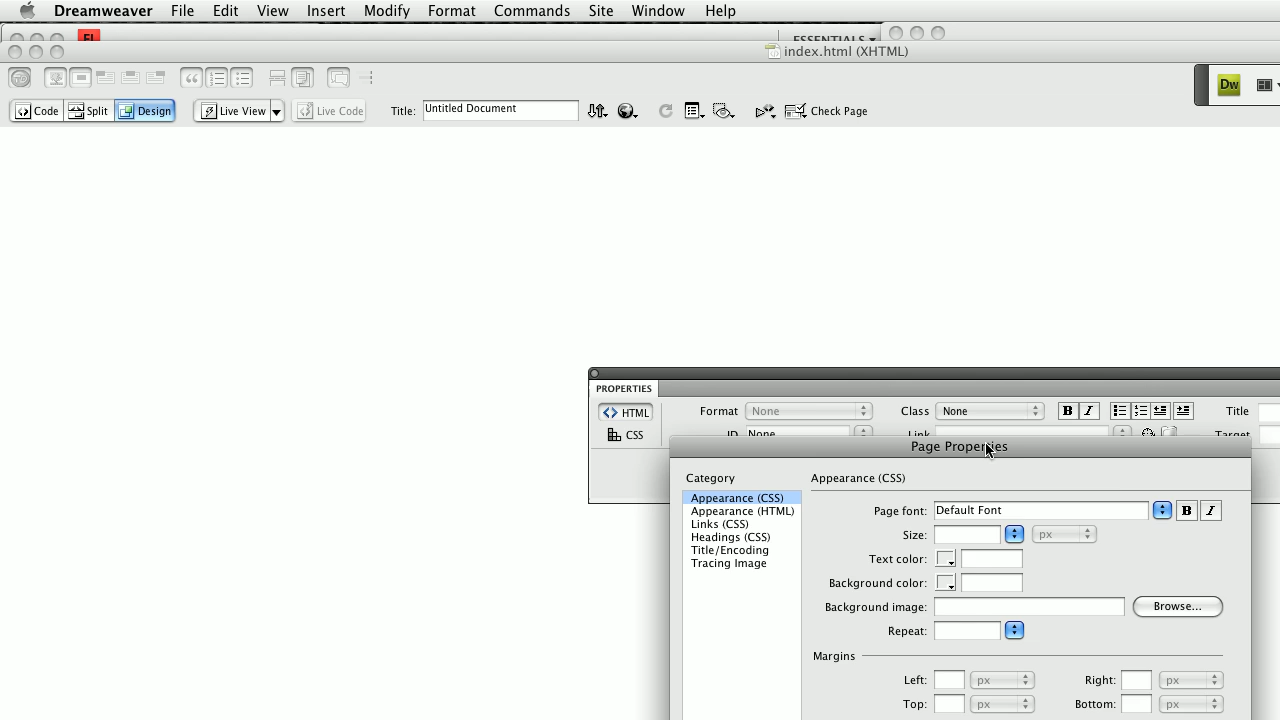 Dreamweaver File Edit View Insert Modify Format Commands Site Window Help
ESSENTIALS
index.html (XHTML)
Code Split Design Live View Live Code Title: Untitled Document Check Page
Dw
PROPERTIES
HTML Format None Class None B I Title
CSS ID None Link Target
Page Properties
Category
Appearance (CSS)
Appearance (HTML)
Links (CSS)
Headings (CSS)
Title/Encoding
Tracing Image
Appearance (CSS)
Page font: Default Font B I
Size: px
Text color:
Background color:
Background image: Browse...
Repeat:
Margins
Left: px Right: px
Top: px Bottom: px